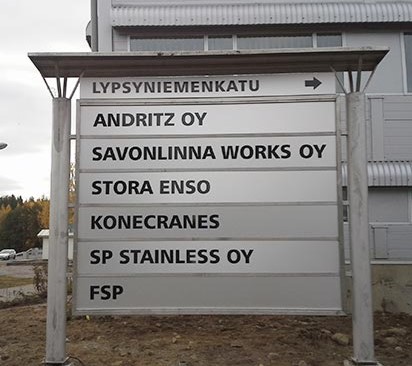 LYPSYNIEMENKATU →
ANDRITZ OY
SAVONLINNA WORKS OY
STORA ENSO
KONECRANES
SP STAINLESS OY
FSP